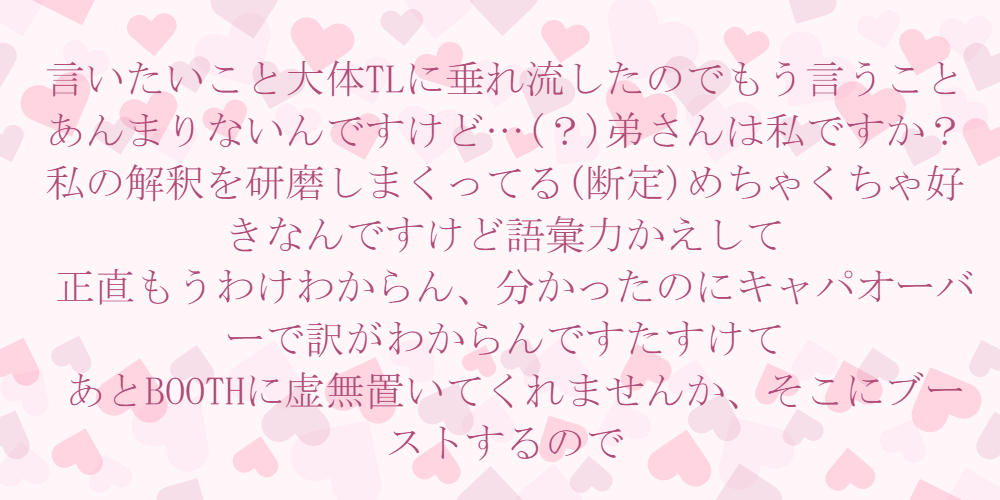 言いたいこと大体TLに垂れ流したのでもう言うこと
あんまりないんですけど…(？)弟さんは私ですか？
私の解釈を研磨しまくってる(断定)めちゃくちゃ好
きなんですけど語彙力かえして
正直もうわけわからん、分かったのにキャパオーバ
ーで訳がわからんですたすけて
あとBOOTHに虚無置いてくれませんか、そこにブー
ストするので